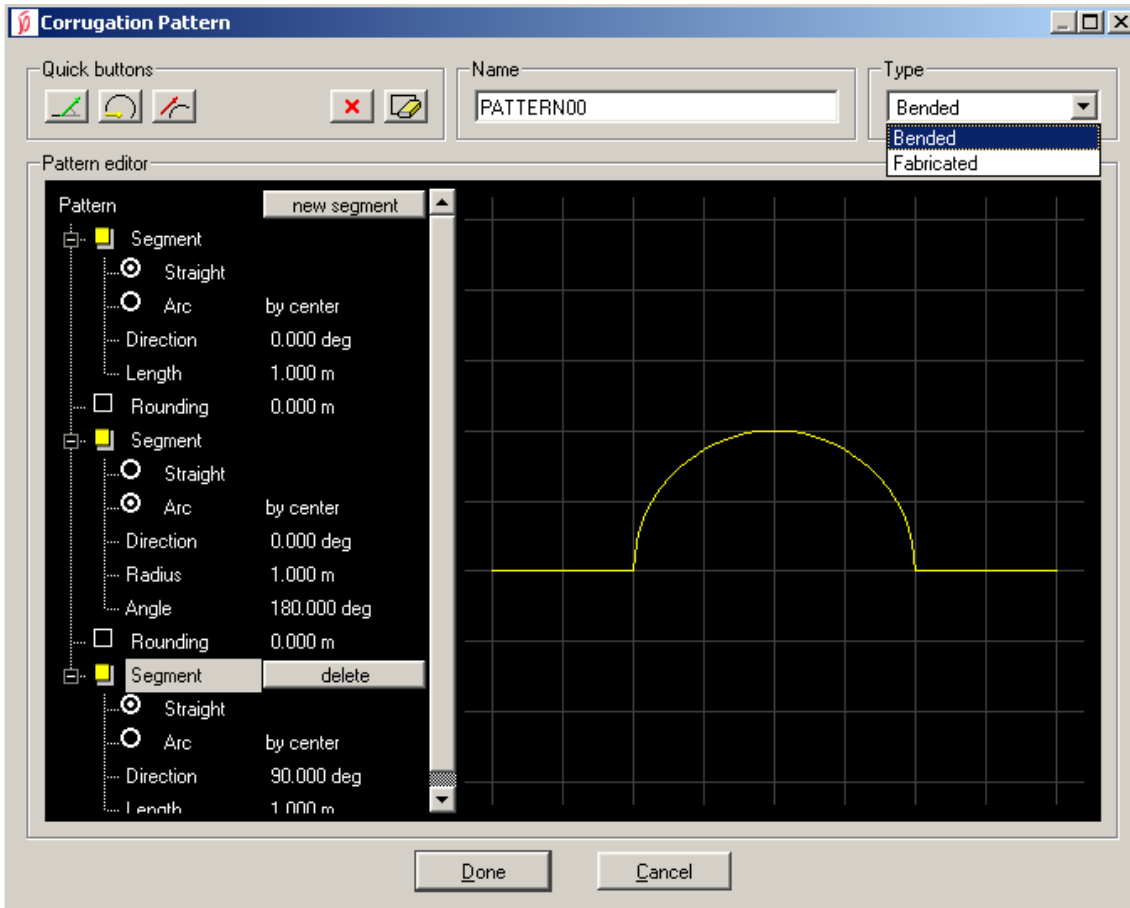 Corrugation Pattern
Quick buttons
Name
Type
PATTERN00
Bended
Bended
Fabricated
Pattern editor
Pattern new segment
Segment
Straight
Arc by center
Direction 0.000 deg
Length 1.000 m
Rounding 0.000 m
Segment
Straight
Arc by center
Direction 0.000 deg
Radius 1.000 m
Angle 180.000 deg
Rounding 0.000 m
Segment delete
Straight
Arc by center
Direction 90.000 deg
Length 1.000 m
Done Cancel